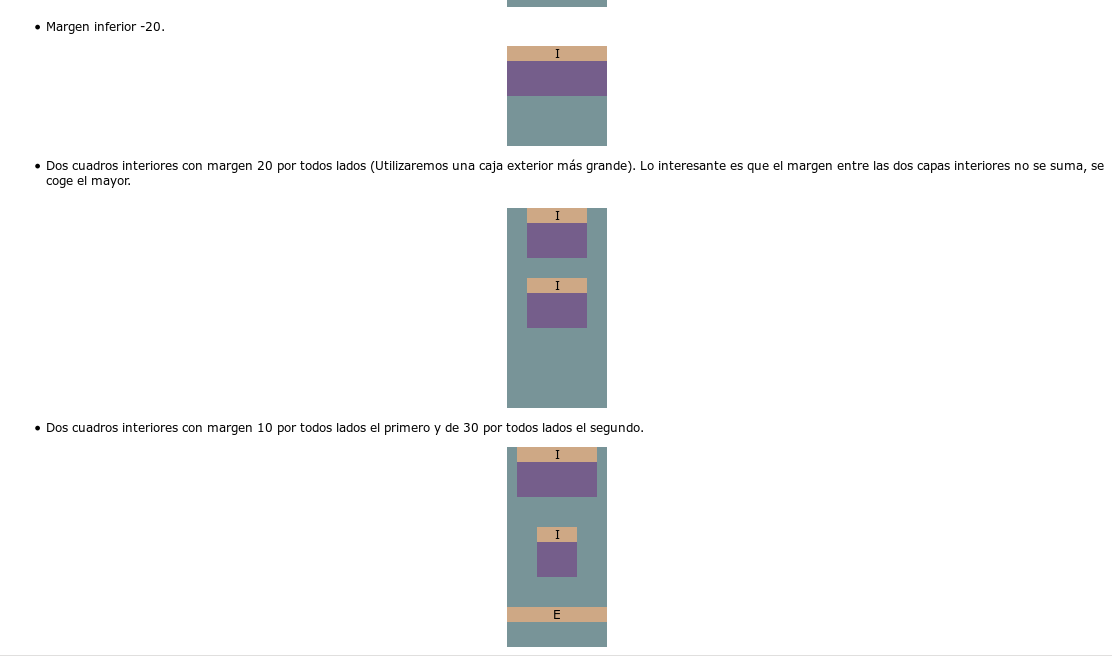 Margen inferior -20.
I
Dos cuadros interiores con margen 20 por todos lados (Utilizaremos una caja exterior más grande). Lo interesante es que el margen entre las dos capas interiores no se suma, se
coge el mayor.
I
I
Dos cuadros interiores con margen 10 por todos lados el primero y de 30 por todos lados el segundo.
I
I
E